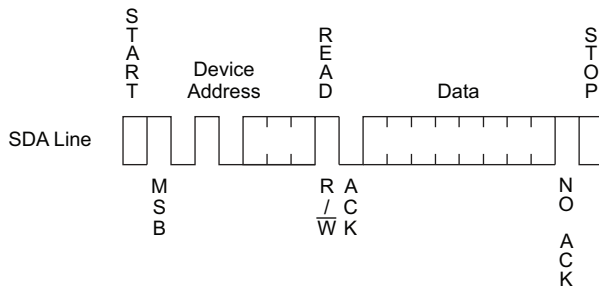 START
Device
Address
READ
Data
STOP
SDA Line
MSB
R/W̅
ACK
NO ACK